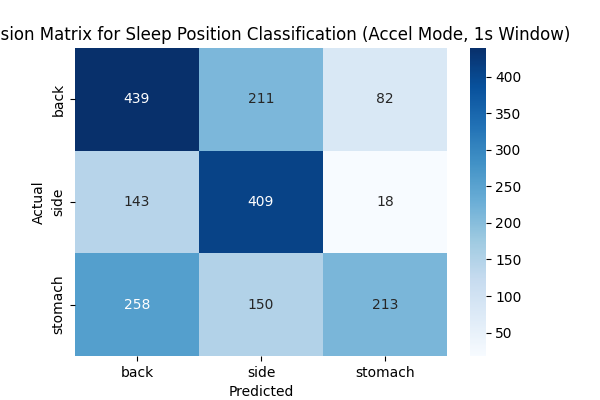 sion Matrix for Sleep Position Classification (Accel Mode, 1s Window)
back 439 211 82
side 143 409 18
stomach 258 150 213
back side stomach
Predicted
Actual
400
350
300
250
200
150
100
50